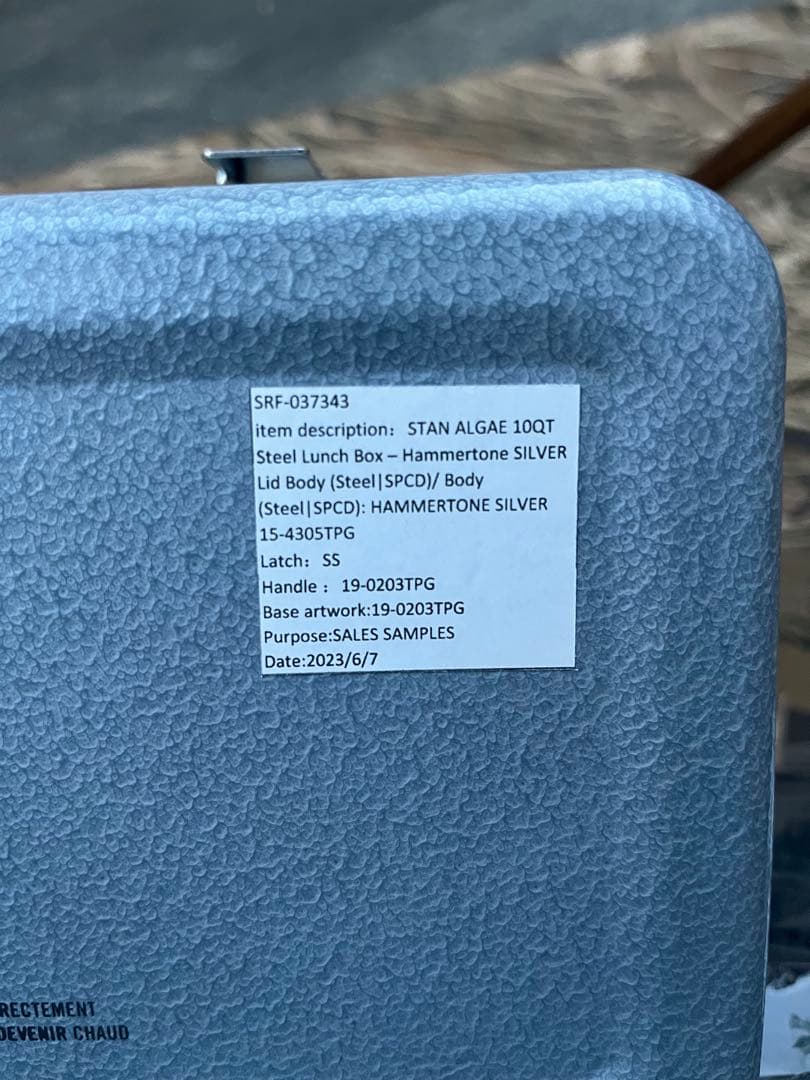 SRF-037343
item description： STAN ALGAE 10QT
Steel Lunch Box – Hammertone SILVER
Lid Body (Steel|SPCD)/ Body
(Steel|SPCD): HAMMERTONE SILVER
15-4305TPG
Latch： SS
Handle： 19-0203TPG
Base artwork:19-0203TPG
Purpose:SALES SAMPLES
Date:2023/6/7
RECTEMENT
DEVENIR CHAUD